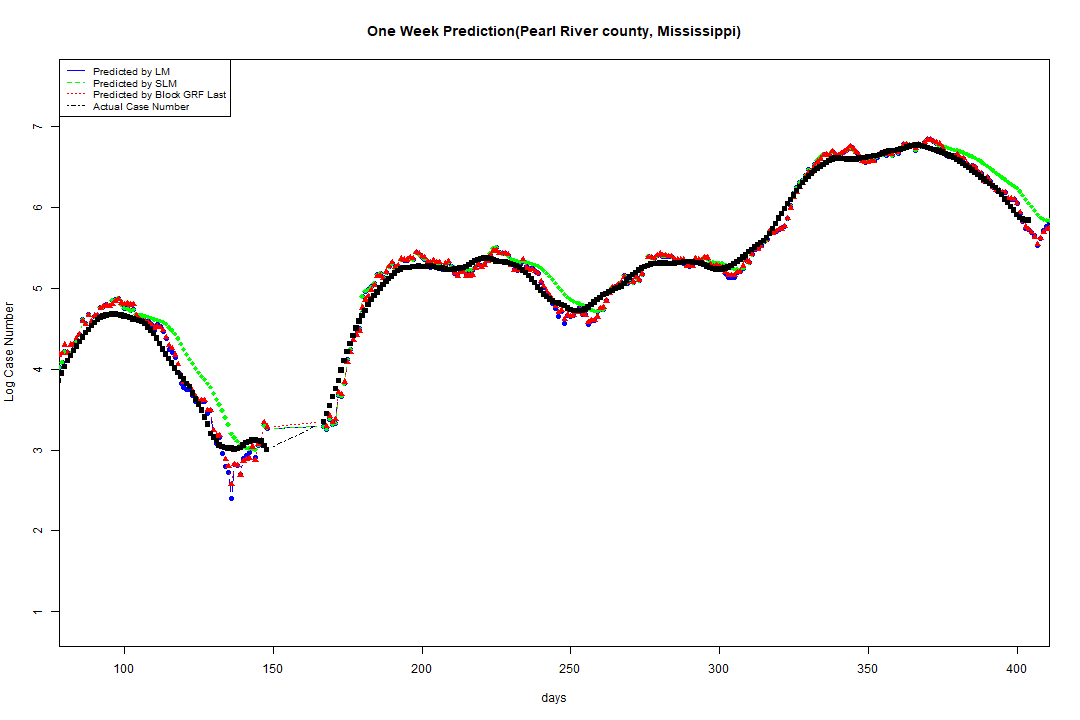 One Week Prediction(Pearl River county, Mississippi)
Predicted by LM
Predicted by SLM
Predicted by Block GRF Last
Actual Case Number
Log Case Number
7
6
5
4
3
2
1
100 150 200 250 300 350 400
days